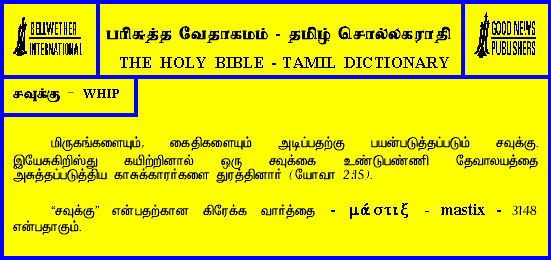 BELLWETHER
INTERNATIONAL
பரிசுத்த வேதாகமம் - தமிழ் சொல்லகராதி
THE HOLY BIBLE - TAMIL DICTIONARY
GOOD NEWS
PUBLISHERS
சவுக்கு – WHIP
மிருகங்களையும், கைதிகளையும் அடிப்பதற்கு பயன்படுத்தப்படும் சவுக்கு.
இயேசுகிறிஸ்து கயிற்றினால் ஒரு சவுக்கை உண்டுபண்ணி தேவாலயத்தை
அசுத்தப்படுத்திய காசுக்காரர்களை துரத்தினார் (யோவா 2:15).
“சவுக்கு” என்பதற்கான கிரேக்க வார்த்தை - μάστιξ - mastix - 3148
என்பதாகும்.